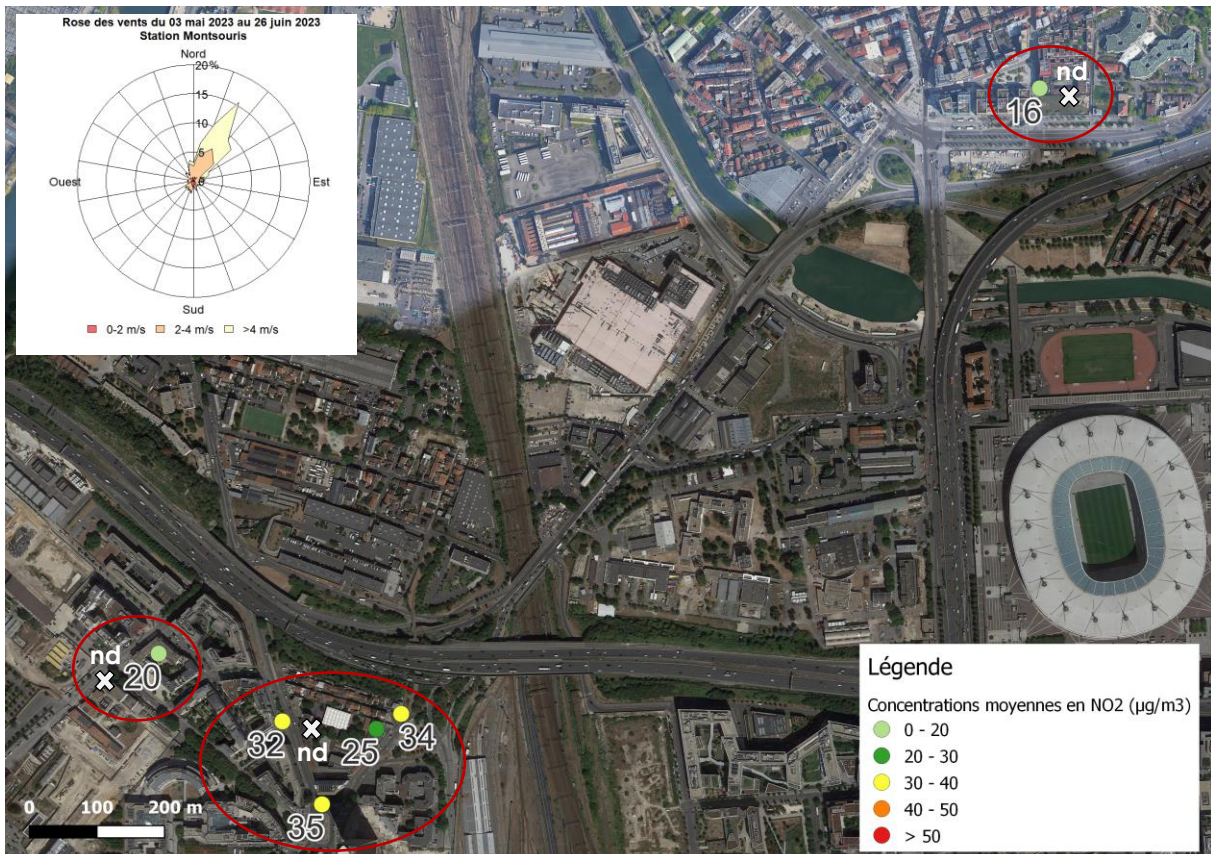 Rose des vents du 03 mai 2023 au 26 juin 2023
Station Montsouris
Nord
20%
15
10
5
0
Ouest
Est
Sud
0-2 m/s 2-4 m/s >4 m/s
nd
16
nd
20
32
nd
25
34
35
0 100 200 m
Légende
Concentrations moyennes en NO2 (µg/m3)
0 - 20
20 - 30
30 - 40
40 - 50
> 50